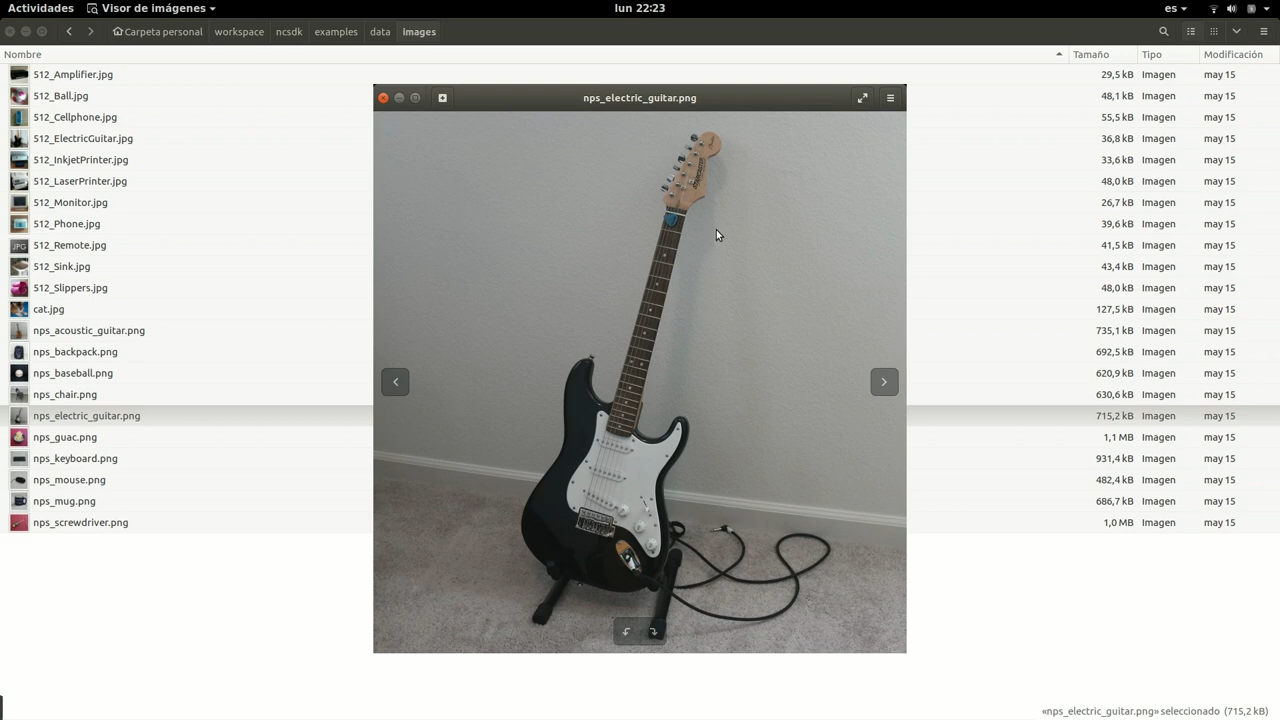 Actividades Visor de imágenes lun 22:23 es
Carpeta personal workspace ncsdk examples data images
Nombre Tamaño Tipo Modificación
512_Amplifier.jpg 29,5 kB Imagen may 15
512_Ball.jpg 48,1 kB Imagen may 15
512_Cellphone.jpg 55,5 kB Imagen may 15
512_ElectricGuitar.jpg 36,8 kB Imagen may 15
512_InkjetPrinter.jpg 33,6 kB Imagen may 15
512_LaserPrinter.jpg 48,0 kB Imagen may 15
512_Monitor.jpg 26,7 kB Imagen may 15
512_Phone.jpg 39,6 kB Imagen may 15
JPG 512_Remote.jpg 41,5 kB Imagen may 15
512_Sink.jpg 43,4 kB Imagen may 15
512_Slippers.jpg 48,0 kB Imagen may 15
cat.jpg 127,5 kB Imagen may 15
nps_acoustic_guitar.png 735,1 kB Imagen may 15
nps_backpack.png 692,5 kB Imagen may 15
nps_baseball.png 620,9 kB Imagen may 15
nps_chair.png 630,6 kB Imagen may 15
nps_electric_guitar.png 715,2 kB Imagen may 15
nps_guac.png 1,1 MB Imagen may 15
nps_keyboard.png 931,4 kB Imagen may 15
nps_mouse.png 482,4 kB Imagen may 15
nps_mug.png 686,7 kB Imagen may 15
nps_screwdriver.png 1,0 MB Imagen may 15
nps_electric_guitar.png
«nps_electric_guitar.png» seleccionado (715,2 kB)